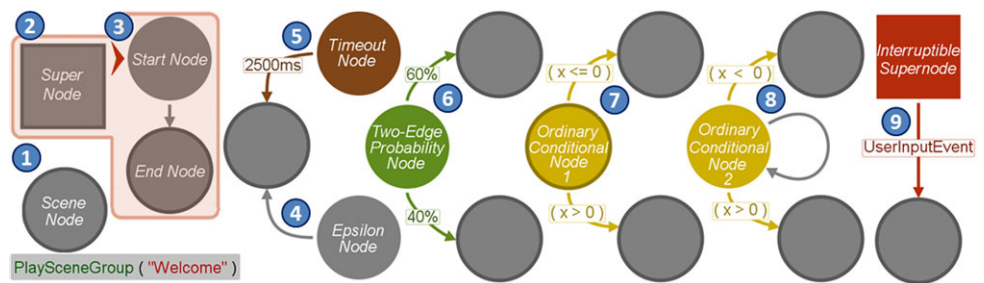 2
3
Super
Node
Start Node
End Node
1
Scene
Node
PlaySceneGroup ( "Welcome" )
5
2500ms
Timeout
Node
4
Epsilon
Node
60%
6
Two-Edge
Probability
Node
40%
( x <= 0 )
7
Ordinary
Conditional
Node
1
( x > 0 )
( x < 0 )
8
Ordinary
Conditional
Node
2
( x > 0 )
Interruptible
Supernode
9
UserInputEvent